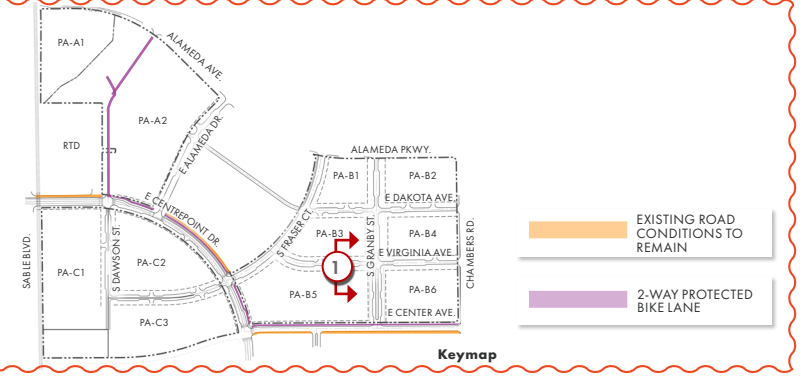 PA-A1
ALAMEDA AVE.
PA-A2
RTD
E ALAMEDA DR.
ALAMEDA PKWY.
PA-B1
PA-B2
E DAKOTA AVE.
E CENTREPOINT DR.
S FRASER CT.
S GRANBY ST.
PA-B3
PA-B4
E VIRGINIA AVE.
SABLE BLVD.
S DAWSON ST.
PA-C1
PA-C2
1
CHAMBERS RD.
PA-B5
PA-B6
E CENTER AVE.
PA-C3
Keymap
EXISTING ROAD
CONDITIONS TO
REMAIN
2-WAY PROTECTED
BIKE LANE